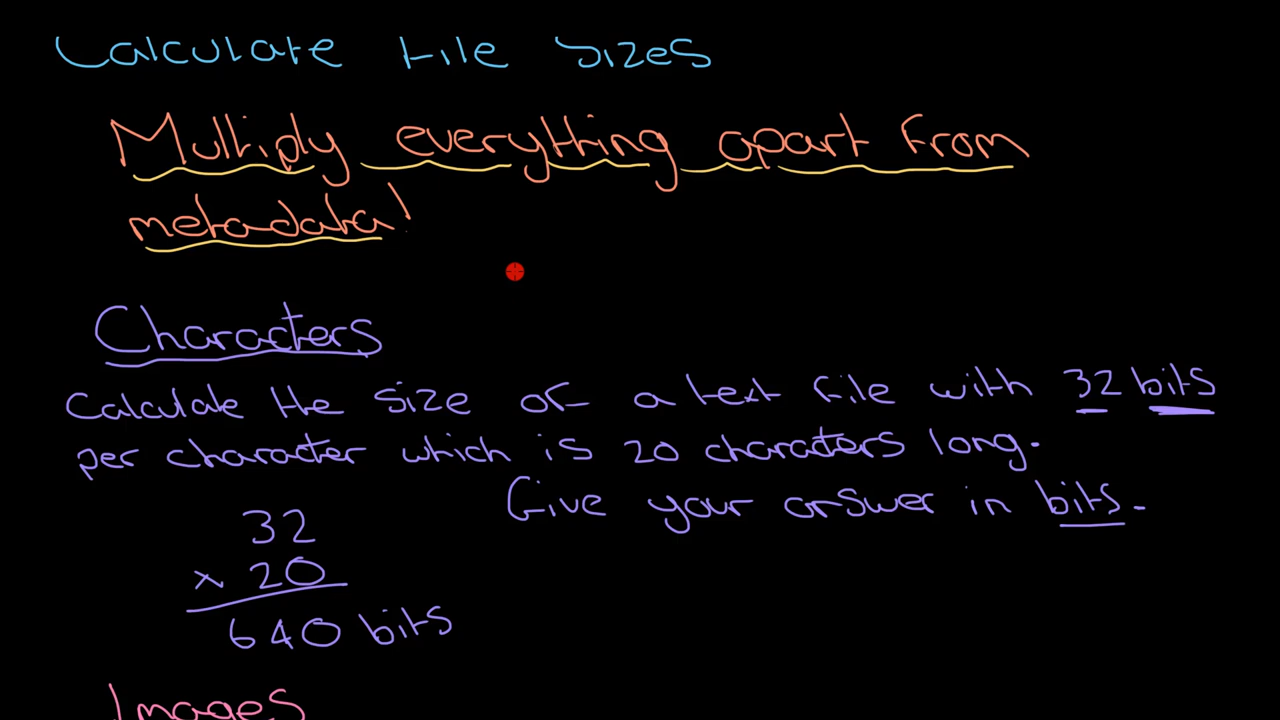 Calculate File Sizes
Multiply everything apart from
metadata!
Characters
Calculate the size of a text file with 32 bits
per character which is 20 characters long.
Give your answer in bits.
32
x 20
640 bits
Images